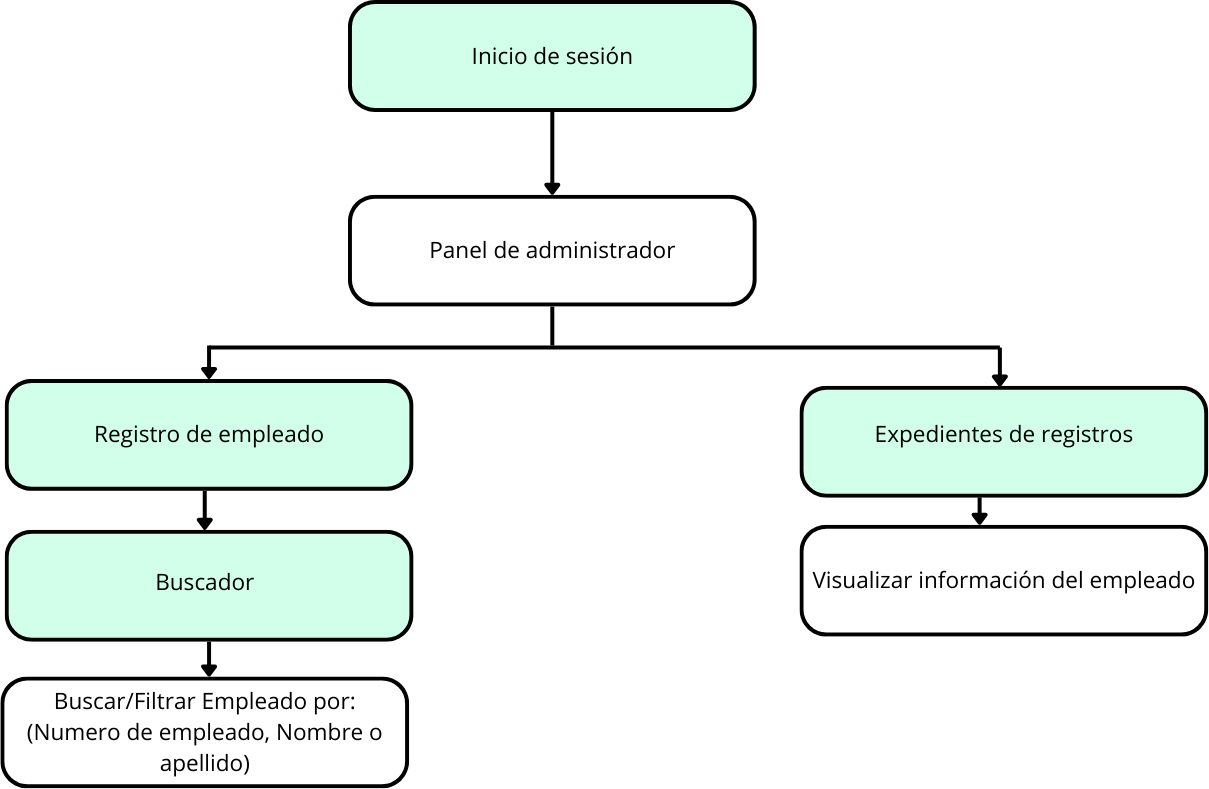 Inicio de sesión
Panel de administrador
Registro de empleado
Expedientes de registros
Buscador
Visualizar información del empleado
Buscar/Filtrar Empleado por:
(Numero de empleado, Nombre o
apellido)